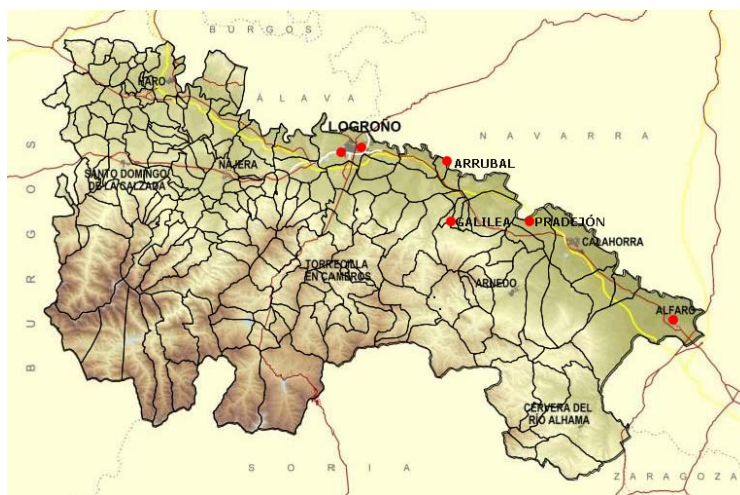 BURGOS
HARO
ÁLAVA
LOGROÑO
NAVARRA
ARRUBAL
NÁJERA
SANTO DOMINGO
DE LA CALZADA
BURGOS
GALILEA
PRADEJÓN
CALAHORRA
TORRECILLA
EN CAMEROS
ARNEDO
ALFARO
CERVERA DEL
RÍO ALHAMA
SORIA
ZARAGOZA